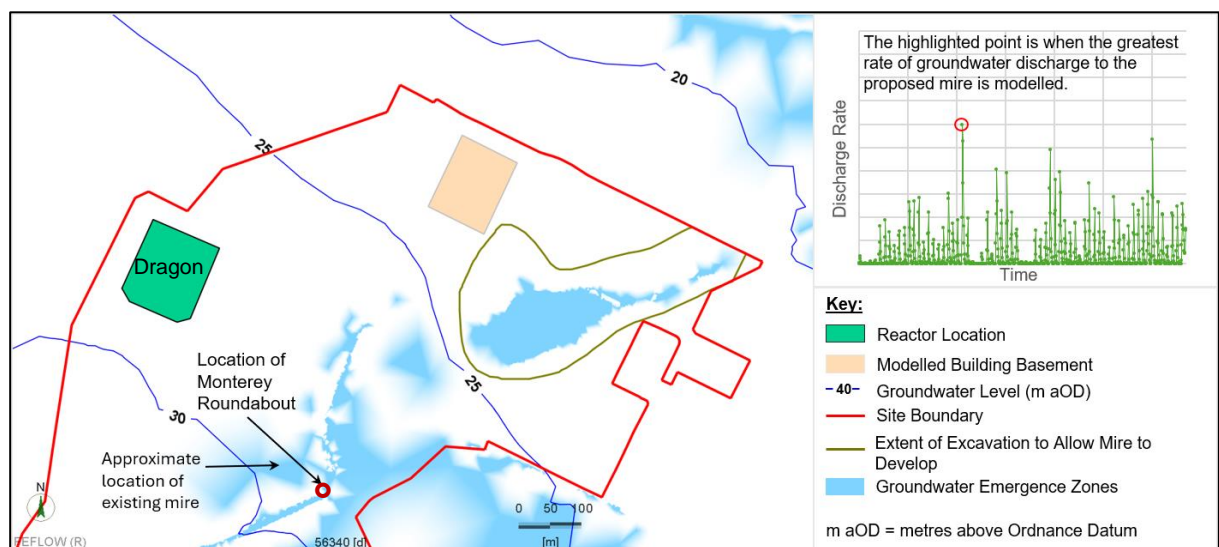 20
25
Dragon
Location of
Monterey
Roundabout
30
25
Approximate
location of
existing mire
N
0 50 100
FEFLOW (R)
56340 [d]
[m]
The highlighted point is when the greatest
rate of groundwater discharge to the
proposed mire is modelled.
Discharge Rate
Time
Key:
Reactor Location
Modelled Building Basement
40 Groundwater Level (m aOD)
Site Boundary
Extent of Excavation to Allow Mire to
Develop
Groundwater Emergence Zones
m aOD = metres above Ordnance Datum